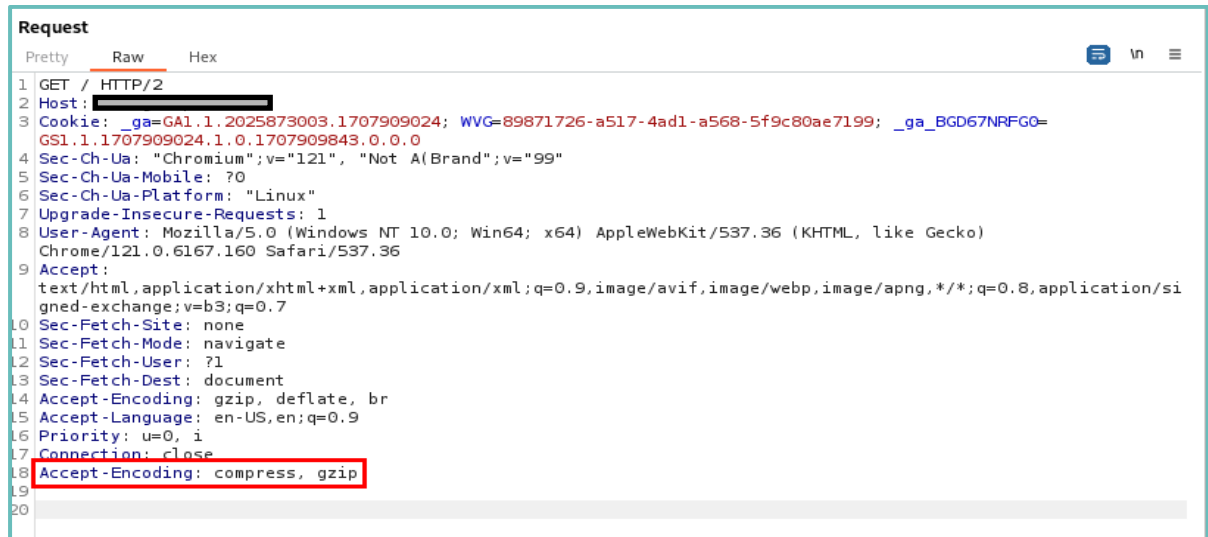 Request
Pretty Raw Hex \n
1 GET / HTTP/2
2 Host:
3 Cookie: _ga=GA1.1.2025873003.1707909024; WVG=89871726-a517-4ad1-a568-5f9c80ae7199; _ga_BGD67NRFG0=
GS1.1.1707909024.1.0.1707909843.0.0.0
4 Sec-Ch-Ua: "Chromium";v="121", "Not A(Brand";v="99"
5 Sec-Ch-Ua-Mobile: ?0
6 Sec-Ch-Ua-Platform: "Linux"
7 Upgrade-Insecure-Requests: 1
8 User-Agent: Mozilla/5.0 (Windows NT 10.0; Win64; x64) AppleWebKit/537.36 (KHTML, like Gecko)
Chrome/121.0.6167.160 Safari/537.36
9 Accept:
text/html,application/xhtml+xml,application/xml;q=0.9,image/avif,image/webp,image/apng,*/*;q=0.8,application/si
gned-exchange;v=b3;q=0.7
10 Sec-Fetch-Site: none
11 Sec-Fetch-Mode: navigate
12 Sec-Fetch-User: ?1
13 Sec-Fetch-Dest: document
14 Accept-Encoding: gzip, deflate, br
15 Accept-Language: en-US,en;q=0.9
16 Priority: u=0, i
17 Connection: close
18 Accept-Encoding: compress, gzip
19
20